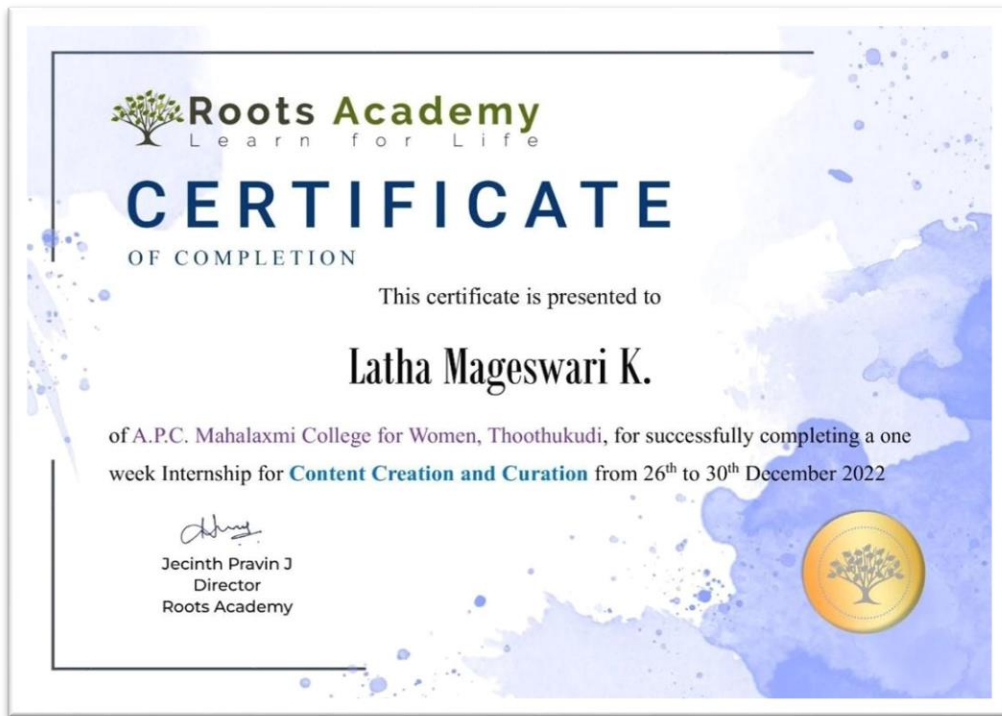 Roots Academy
Learn for Life
CERTIFICATE
OF COMPLETION
This certificate is presented to
Latha Mageswari K.
of A.P.C. Mahalaxmi College for Women, Thoothukudi, for successfully completing a one
week Internship for Content Creation and Curation from 26th to 30th December 2022
Jecinth Pravin J
Director
Roots Academy